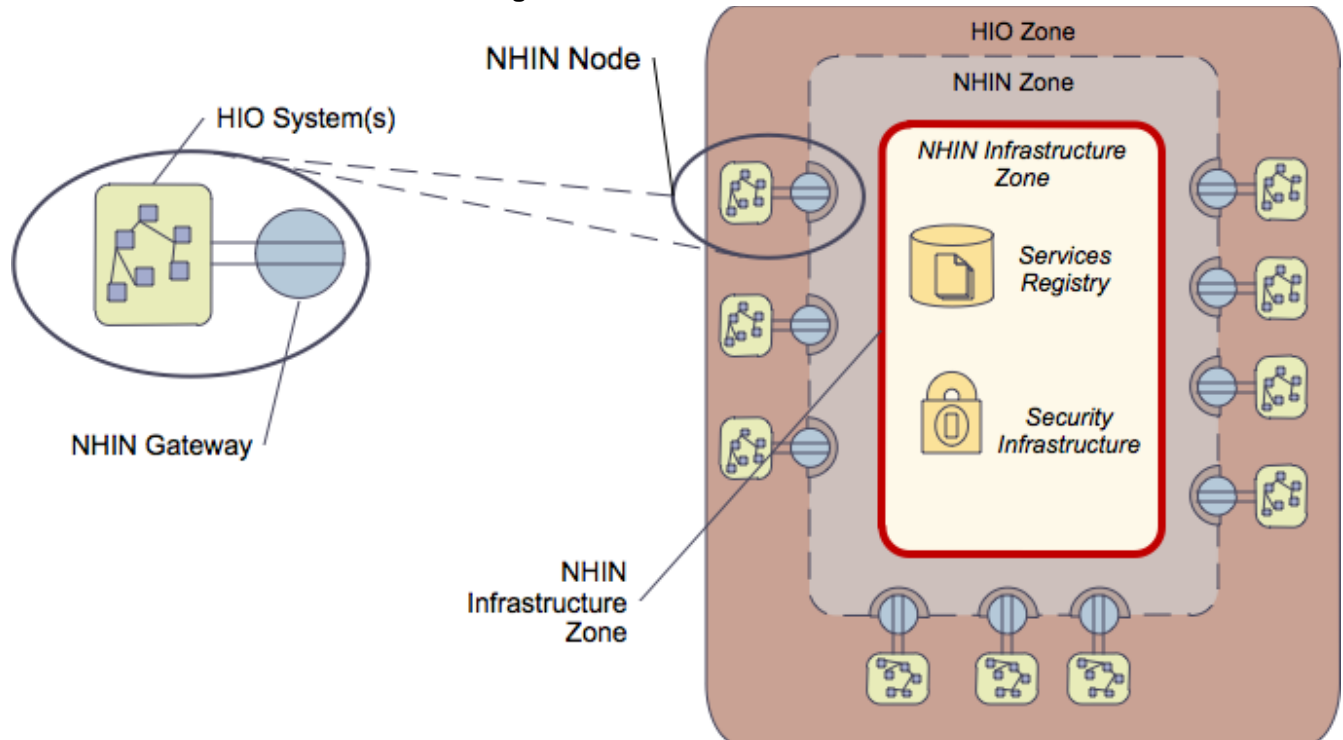 HIO Zone
NHIN Node
NHIN Zone
HIO System(s)
NHIN Infrastructure
Zone
Services
Registry
Security
Infrastructure
NHIN Gateway
NHIN
Infrastructure
Zone